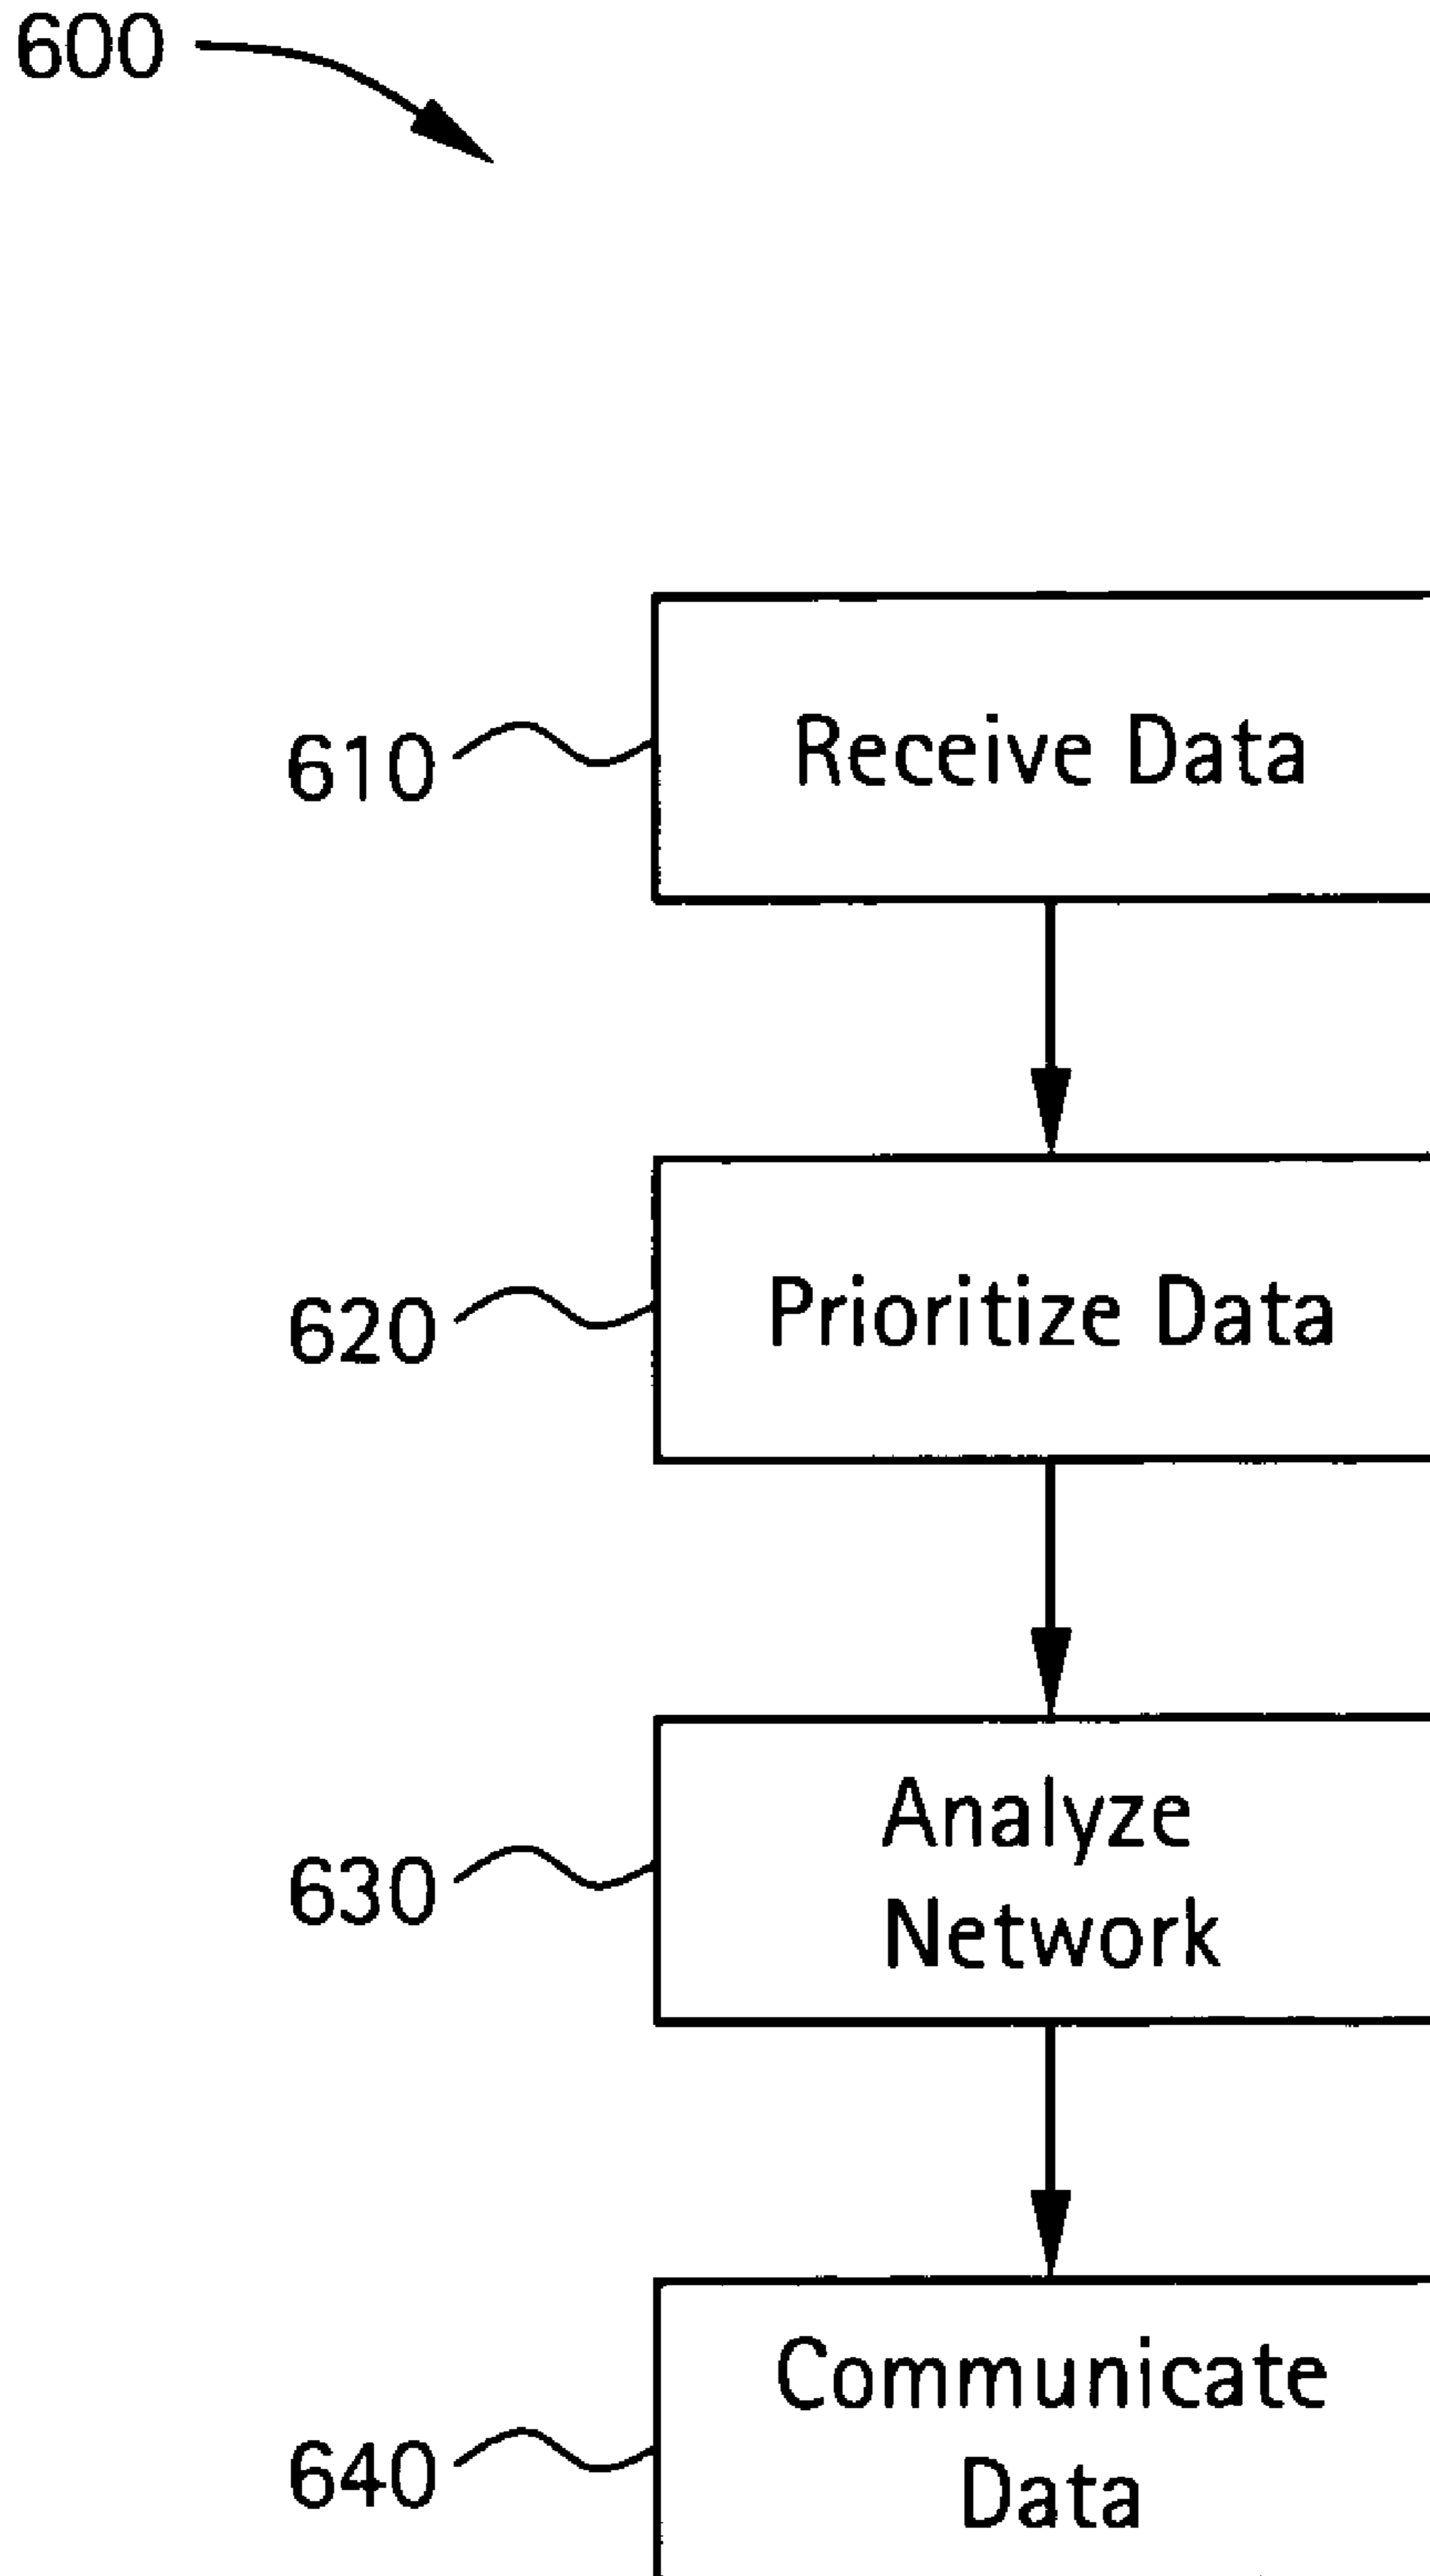 600
610
Receive Data
620
Prioritize Data
630
Analyze
Network
640
Communicate
Data